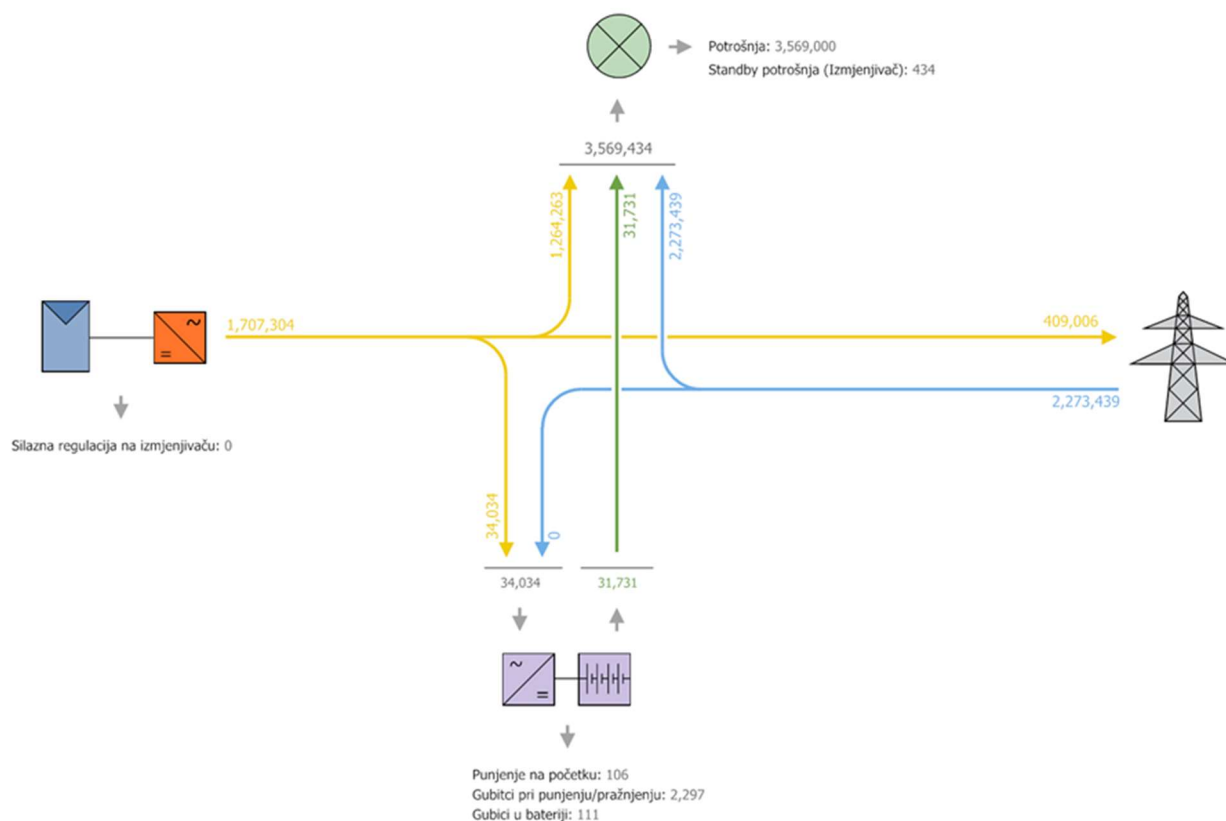 Potrošnja: 3,569,000
Standby potrošnja (Izmjenjivač): 434
3,569,434
1,264,263
31,731
2,273,439
1,707,304
409,006
2,273,439
Silazna regulacija na izmjenjivaču: 0
34,034
0
34,034
31,731
~
=
~
=
Punjenje na početku: 106
Gubitci pri punjenju/pražnjenju: 2,297
Gubici u bateriji: 111